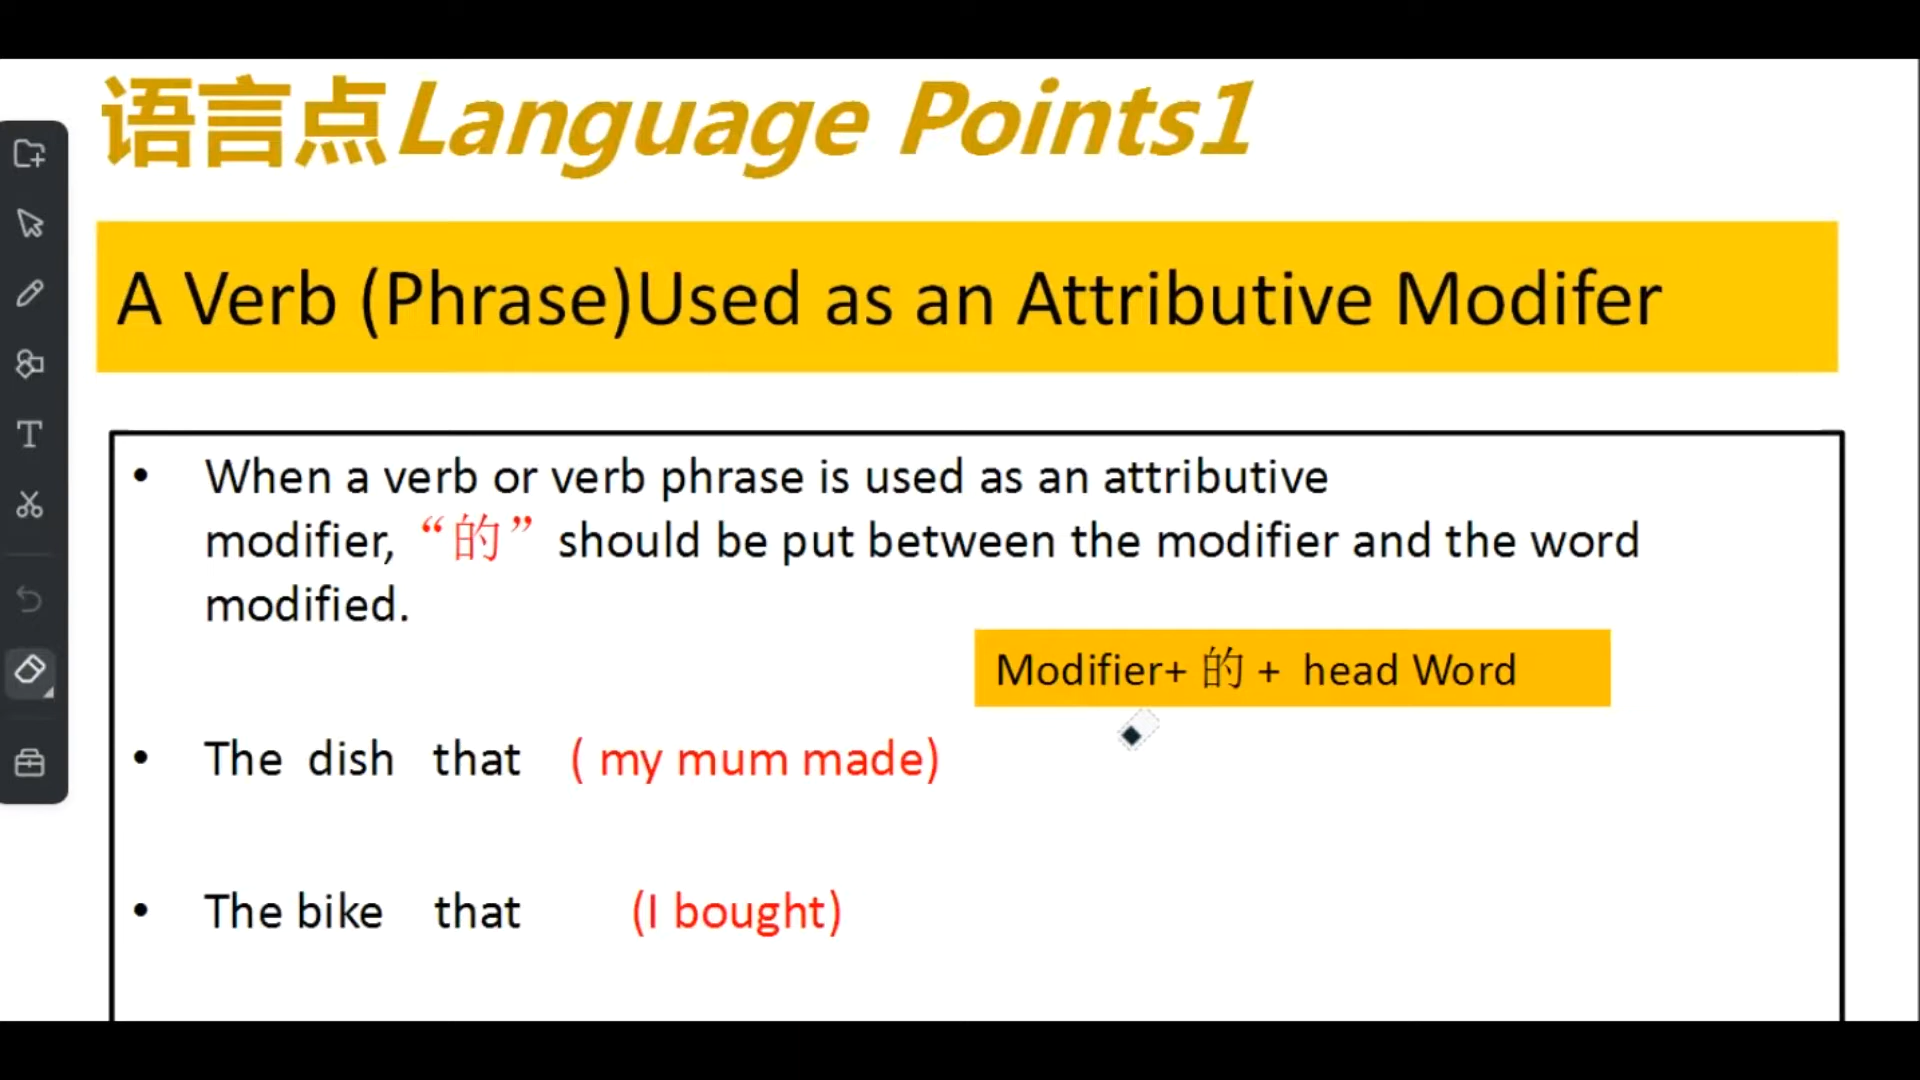 语言点Language Points1
A Verb (Phrase)Used as an Attributive Modifer
• When a verb or verb phrase is used as an attributive
modifier, “的” should be put between the modifier and the word
modified.
Modifier+ 的 + head Word
• The dish that ( my mum made)
• The bike that (I bought)